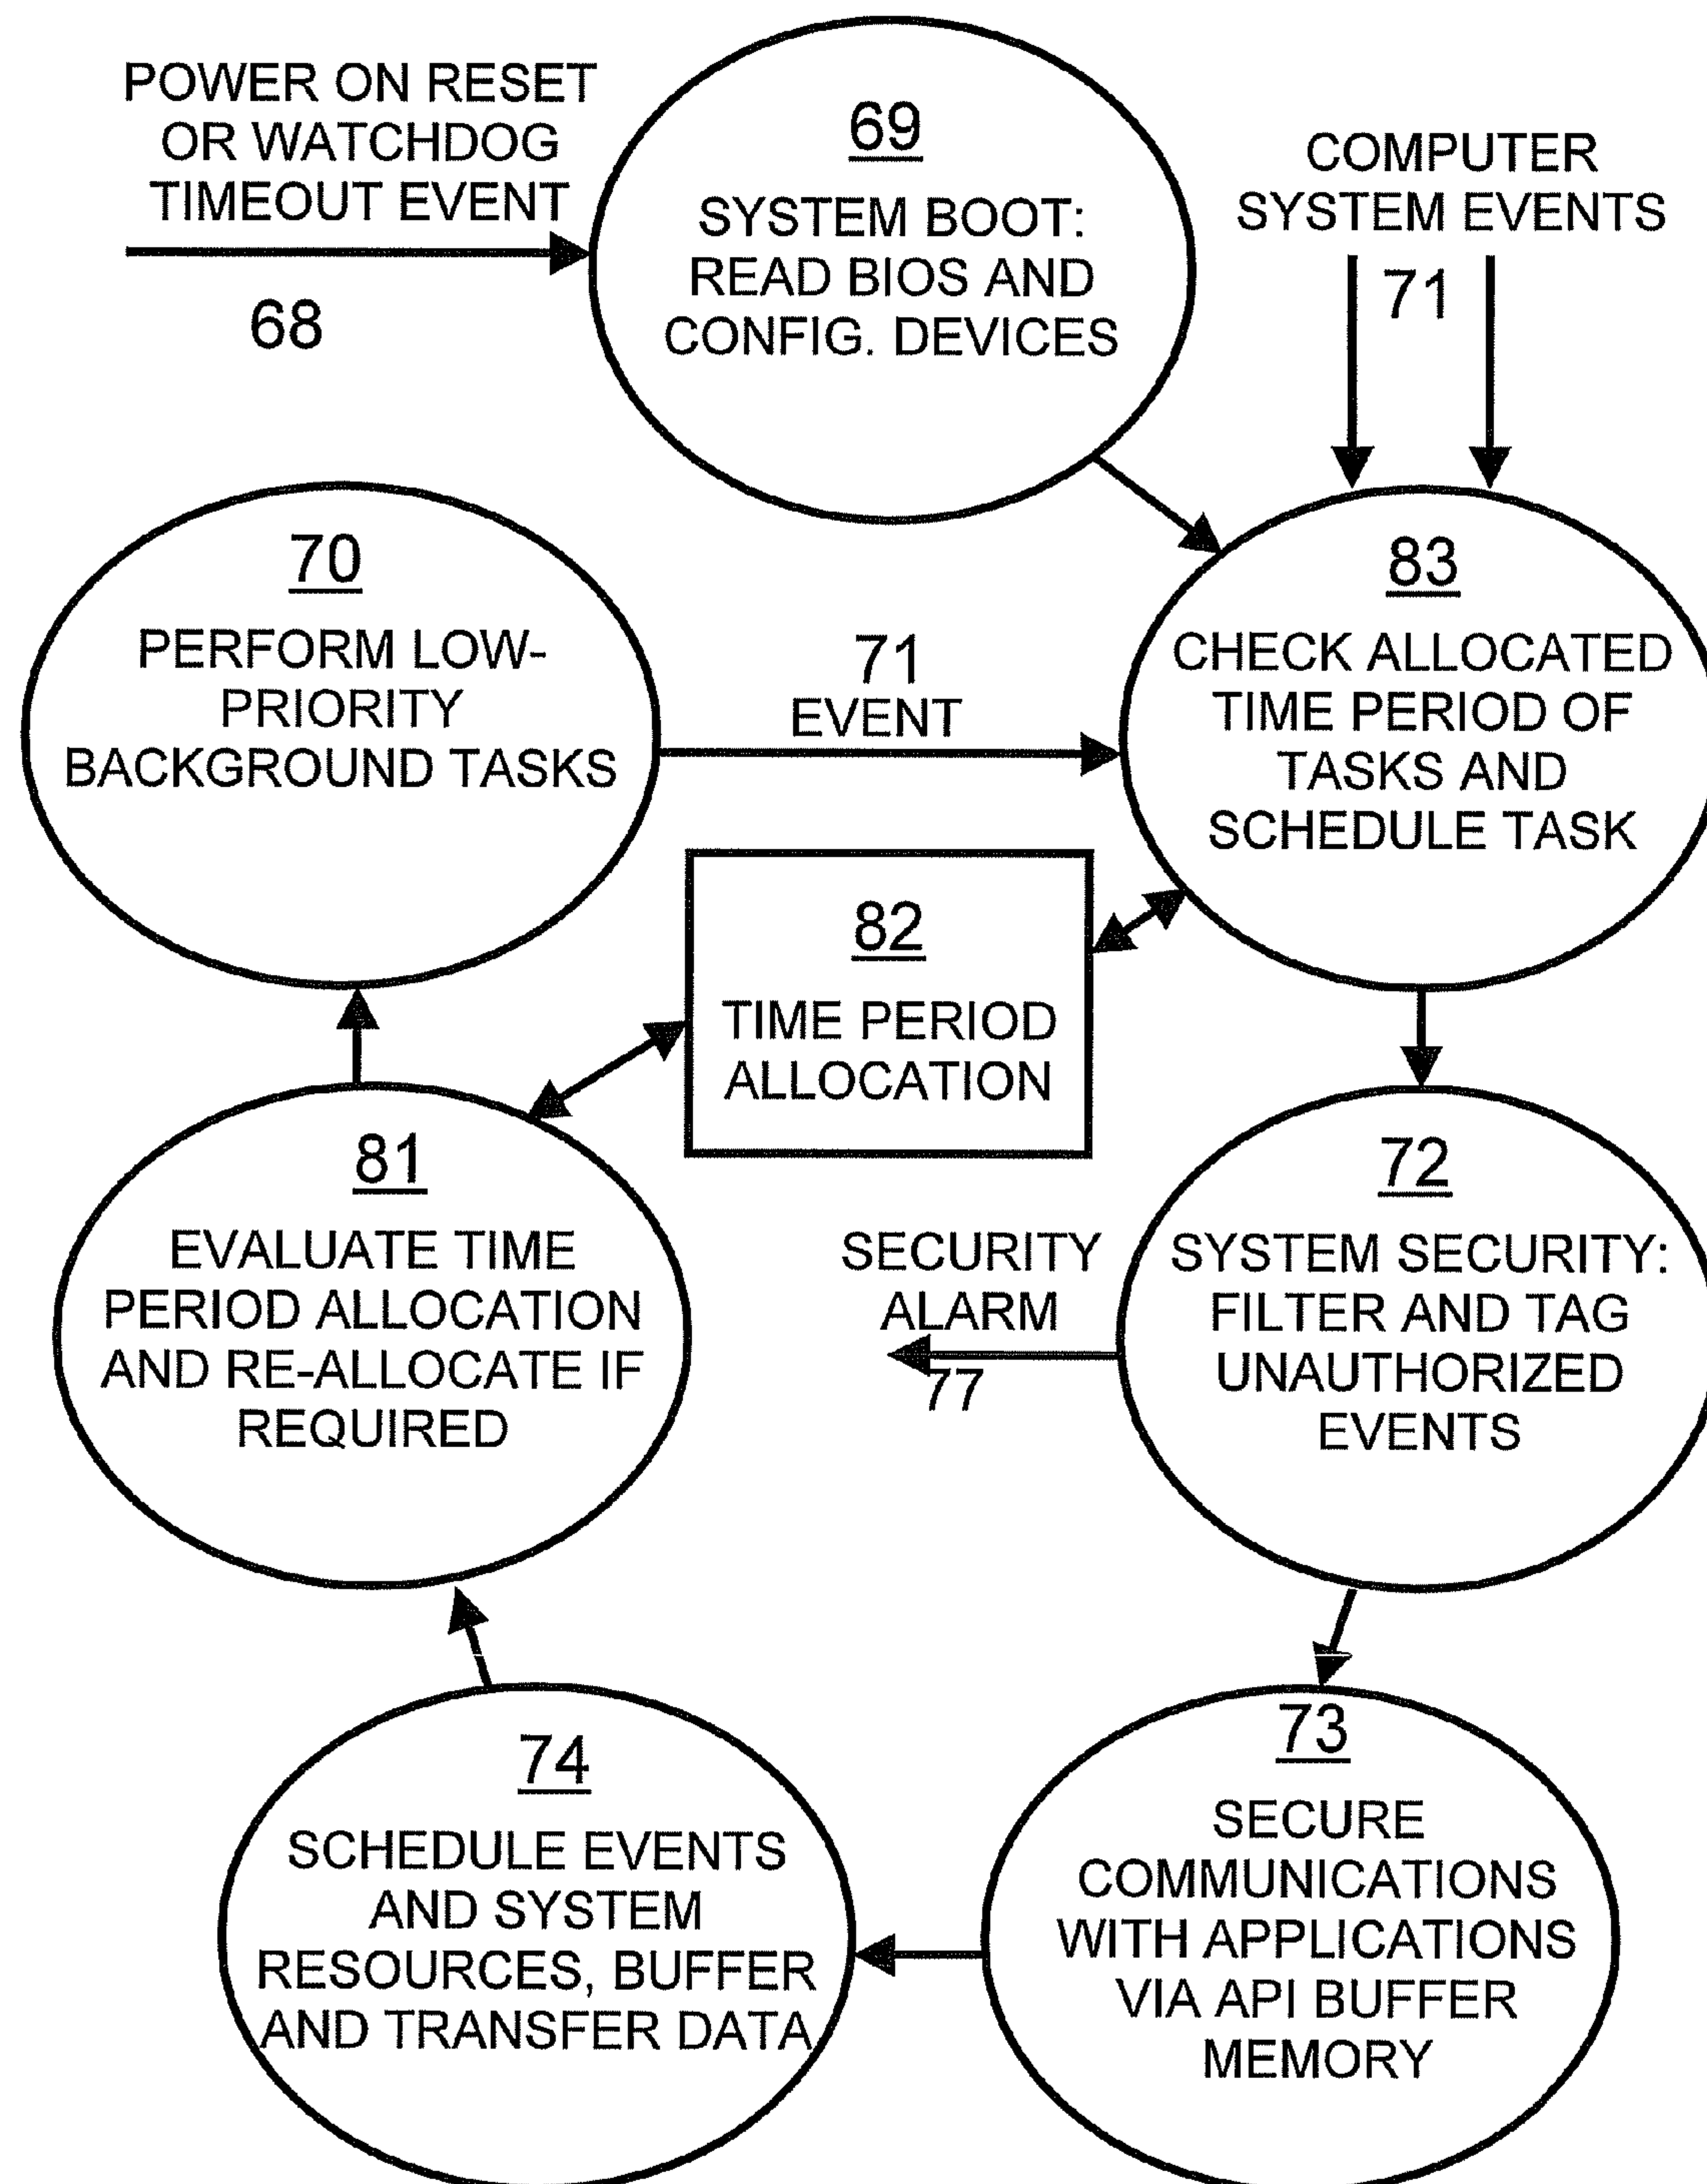 POWER ON RESET
OR WATCHDOG
TIMEOUT EVENT
68
69
SYSTEM BOOT:
READ BIOS AND
CONFIG. DEVICES
COMPUTER
SYSTEM EVENTS
71
70
PERFORM LOW-
PRIORITY
BACKGROUND TASKS
71
EVENT
83
CHECK ALLOCATED
TIME PERIOD OF
TASKS AND
SCHEDULE TASK
82
TIME PERIOD
ALLOCATION
81
EVALUATE TIME
PERIOD ALLOCATION
AND RE-ALLOCATE IF
REQUIRED
SECURITY
ALARM
77
72
SYSTEM SECURITY:
FILTER AND TAG
UNAUTHORIZED
EVENTS
74
SCHEDULE EVENTS
AND SYSTEM
RESOURCES, BUFFER
AND TRANSFER DATA
73
SECURE
COMMUNICATIONS
WITH APPLICATIONS
VIA API BUFFER
MEMORY